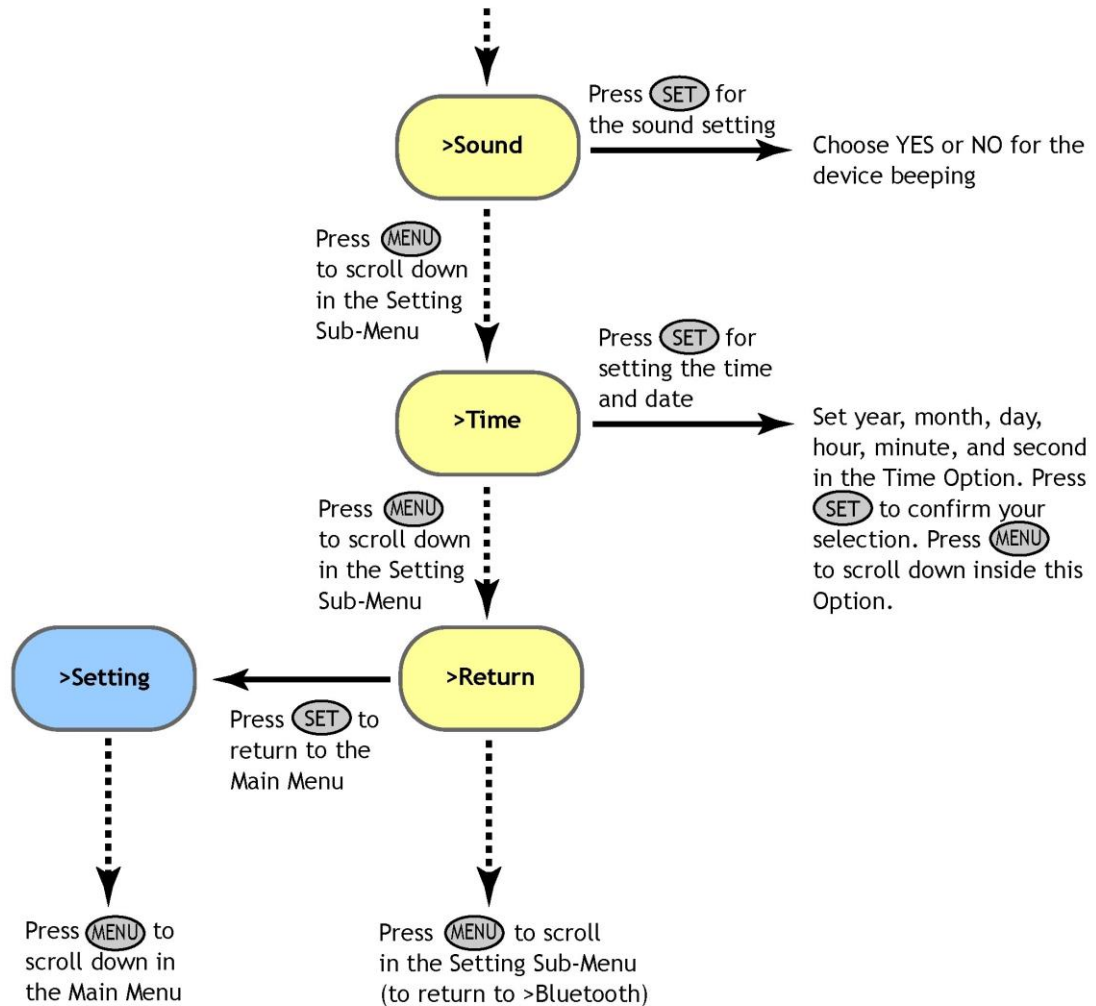 Press SET for
the sound setting
>Sound
Choose YES or NO for the
device beeping
Press MENU
to scroll down
in the Setting
Sub-Menu
Press SET for
setting the time
and date
>Time
Set year, month, day,
hour, minute, and second
in the Time Option. Press
SET to confirm your
selection. Press MENU
to scroll down inside this
Option.
Press MENU
to scroll down
in the Setting
Sub-Menu
>Setting
>Return
Press SET to
return to the
Main Menu
Press MENU to
scroll down in
the Main Menu
Press MENU to scroll
in the Setting Sub-Menu
(to return to >Bluetooth)